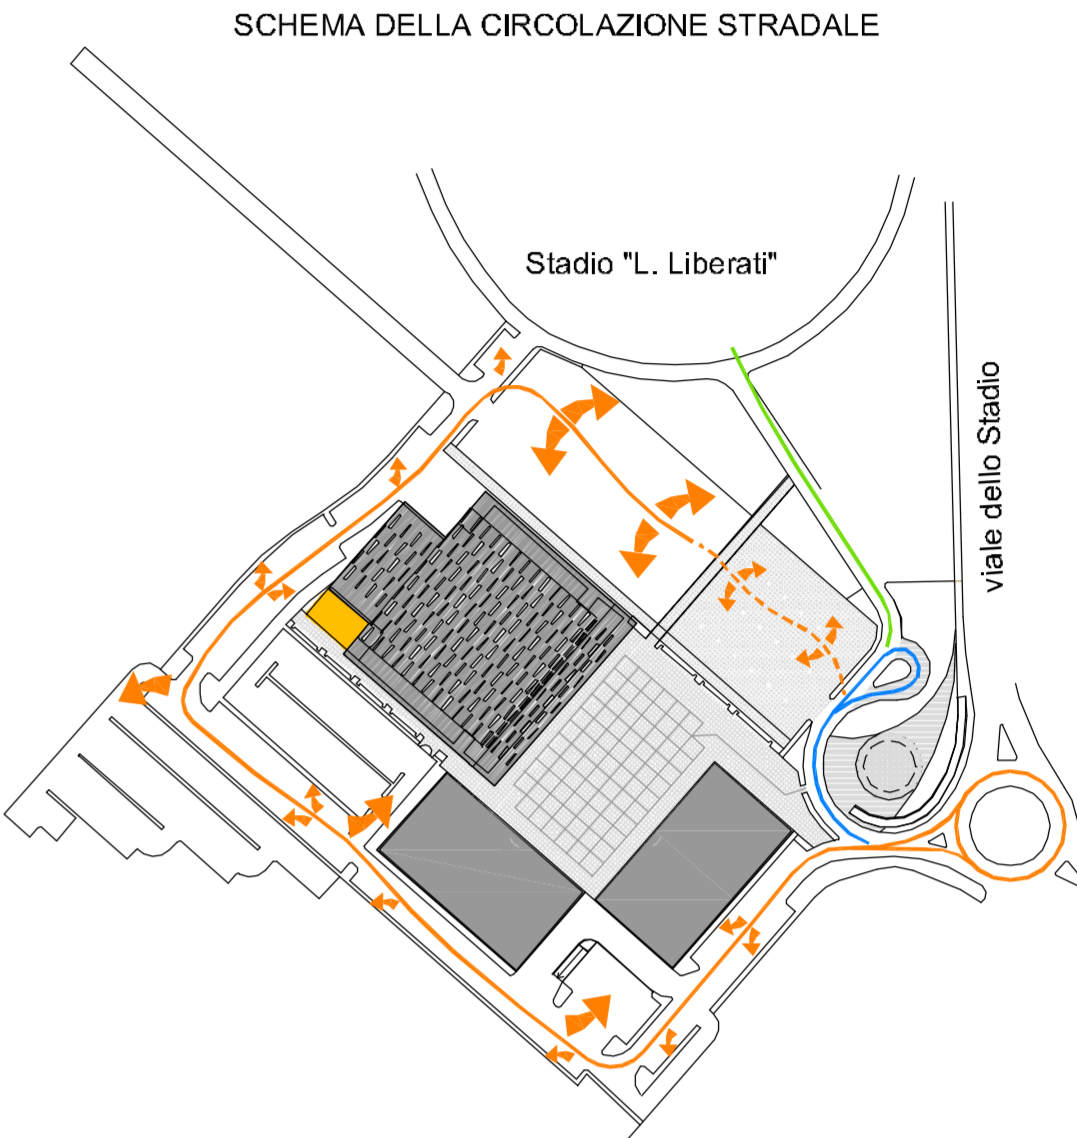 SCHEMA DELLA CIRCOLAZIONE STRADALE
Stadio "L. Liberati"
viale dello Stadio